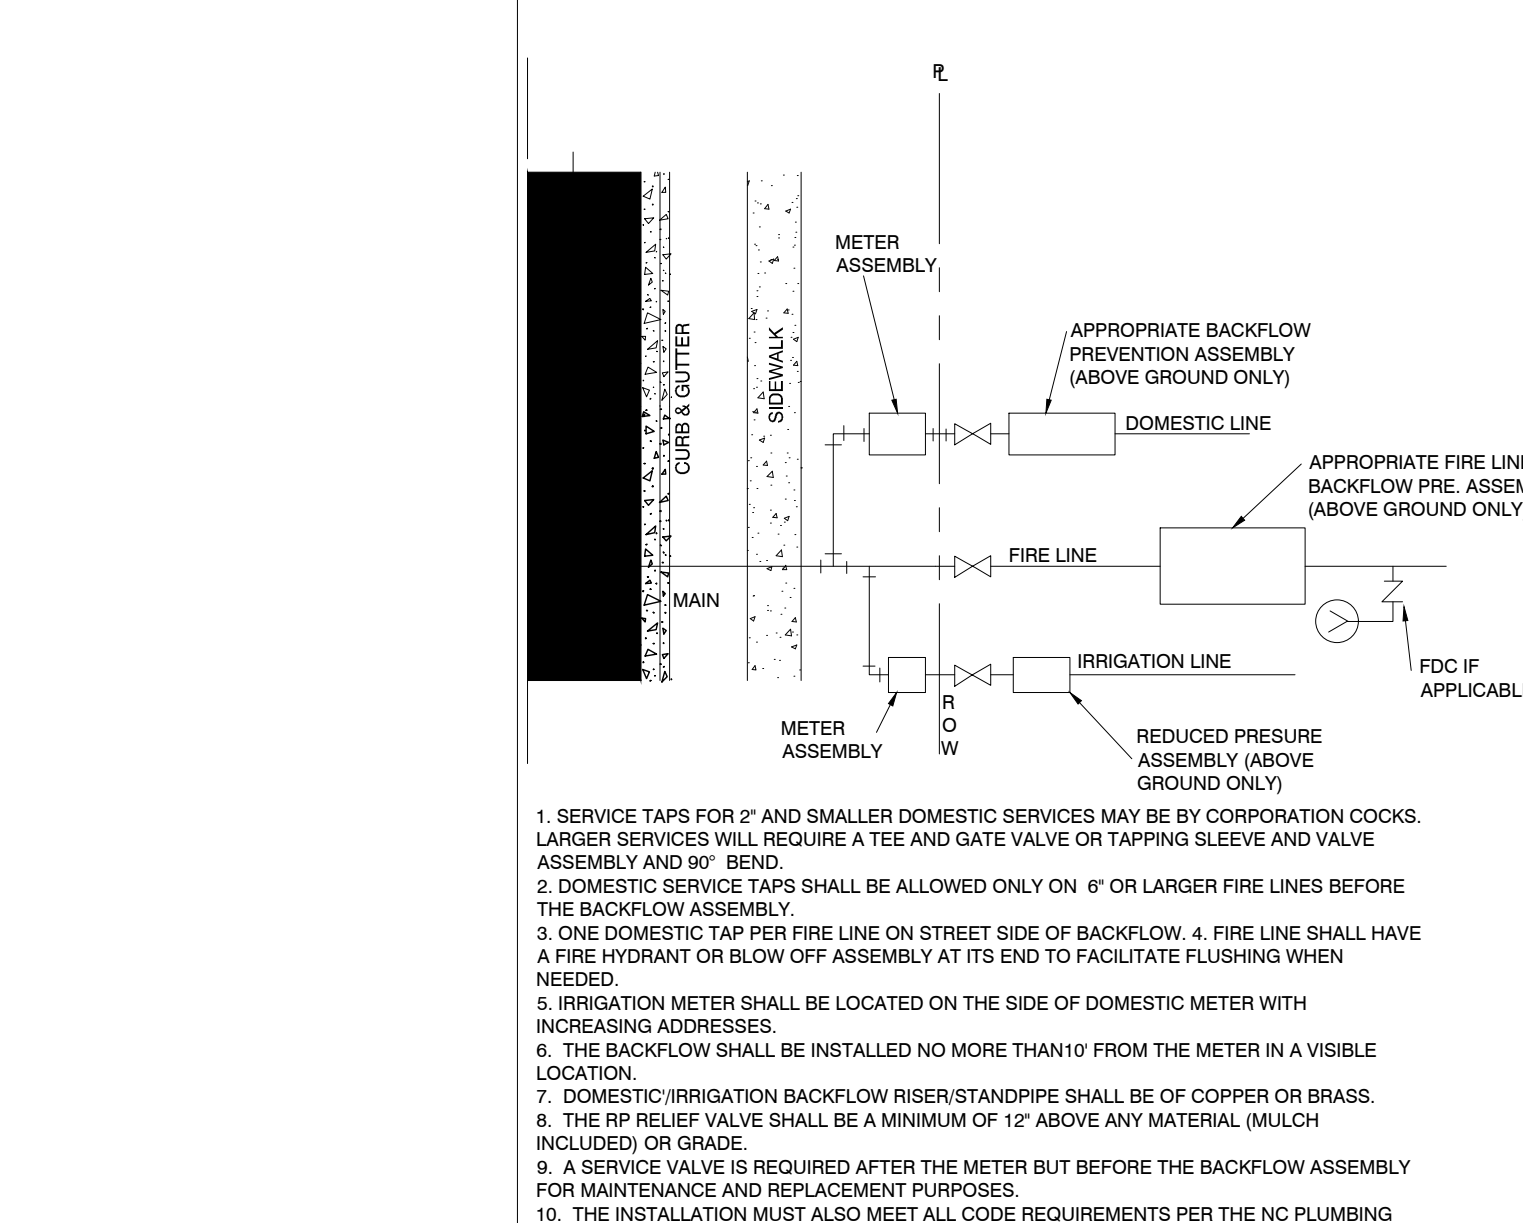 PL
METER
ASSEMBLY
APPROPRIATE BACKFLOW
PREVENTION ASSEMBLY
(ABOVE GROUND ONLY)
CURB & GUTTER
SIDEWALK
DOMESTIC LINE
APPROPRIATE FIRE LINE
BACKFLOW PRE. ASSEM
(ABOVE GROUND ONLY
FIRE LINE
MAIN
IRRIGATION LINE
FDC IF
APPLICABL
R
O
W
METER
ASSEMBLY
REDUCED PRESURE
ASSEMBLY (ABOVE
GROUND ONLY)
1. SERVICE TAPS FOR 2" AND SMALLER DOMESTIC SERVICES MAY BE BY CORPORATION COCKS.
LARGER SERVICES WILL REQUIRE A TEE AND GATE VALVE OR TAPPING SLEEVE AND VALVE
ASSEMBLY AND 90° BEND.
2. DOMESTIC SERVICE TAPS SHALL BE ALLOWED ONLY ON 6" OR LARGER FIRE LINES BEFORE
THE BACKFLOW ASSEMBLY.
3. ONE DOMESTIC TAP PER FIRE LINE ON STREET SIDE OF BACKFLOW. 4. FIRE LINE SHALL HAVE
A FIRE HYDRANT OR BLOW OFF ASSEMBLY AT ITS END TO FACILITATE FLUSHING WHEN
NEEDED.
5. IRRIGATION METER SHALL BE LOCATED ON THE SIDE OF DOMESTIC METER WITH
INCREASING ADDRESSES.
6. THE BACKFLOW SHALL BE INSTALLED NO MORE THAN10' FROM THE METER IN A VISIBLE
LOCATION.
7. DOMESTIC'/IRRIGATION BACKFLOW RISER/STANDPIPE SHALL BE OF COPPER OR BRASS.
8. THE RP RELIEF VALVE SHALL BE A MINIMUM OF 12" ABOVE ANY MATERIAL (MULCH
INCLUDED) OR GRADE.
9. A SERVICE VALVE IS REQUIRED AFTER THE METER BUT BEFORE THE BACKFLOW ASSEMBLY
FOR MAINTENANCE AND REPLACEMENT PURPOSES.
10. THE INSTALLATION MUST ALSO MEET ALL CODE REQUIREMENTS PER THE NC PLUMBING